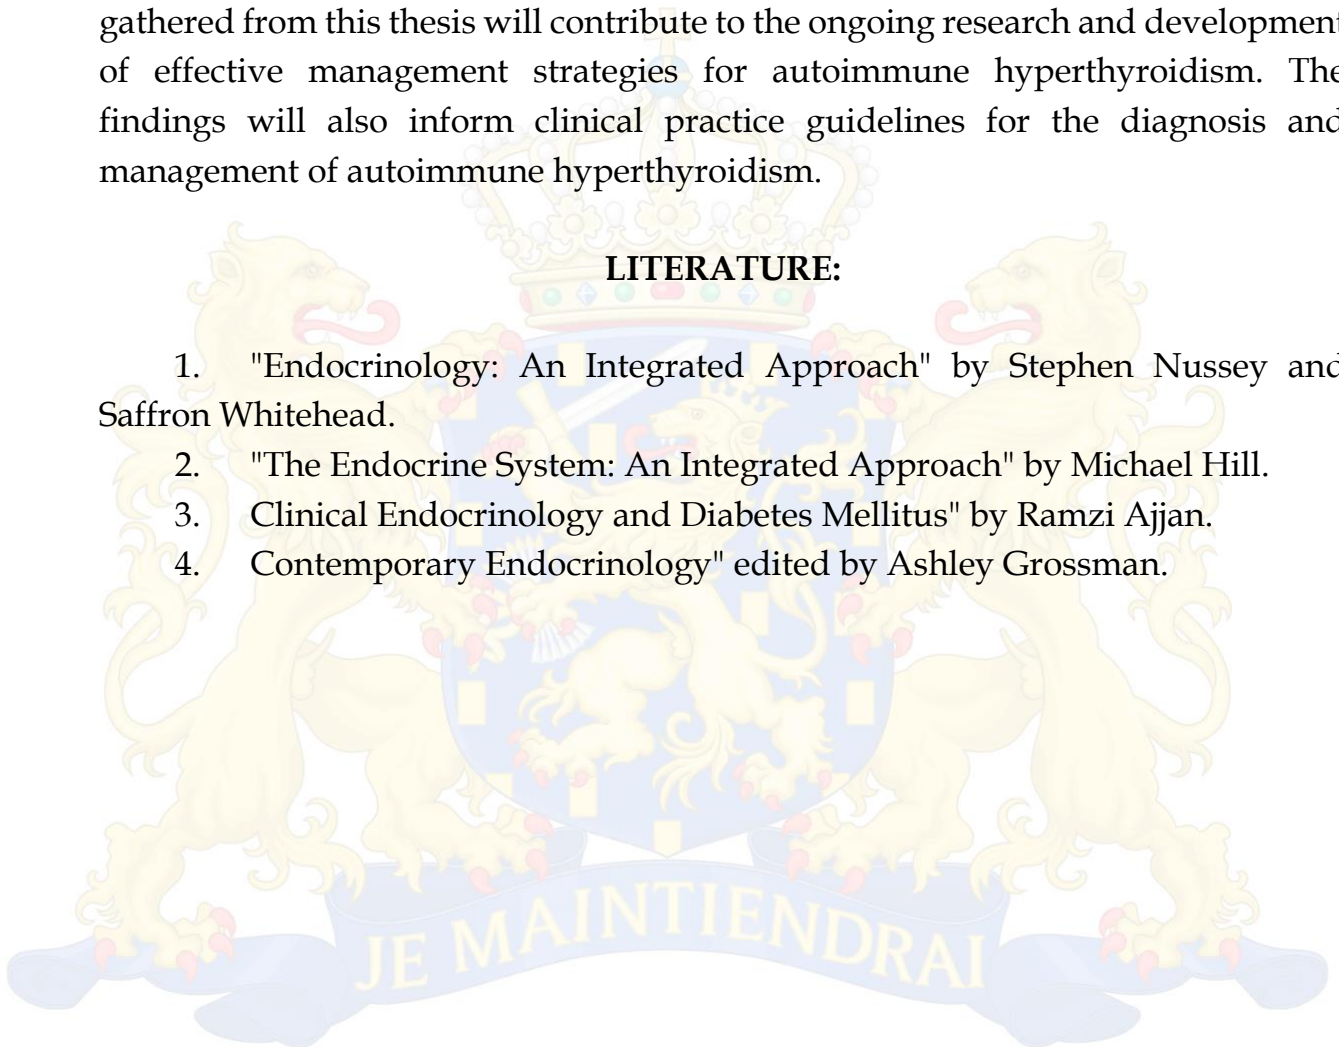 gathered from this thesis will contribute to the ongoing research and development
of effective management strategies for autoimmune hyperthyroidism. The
findings will also inform clinical practice guidelines for the diagnosis and
management of autoimmune hyperthyroidism.
LITERATURE:
1. "Endocrinology: An Integrated Approach" by Stephen Nussey and
Saffron Whitehead.
2. "The Endocrine System: An Integrated Approach" by Michael Hill.
3. Clinical Endocrinology and Diabetes Mellitus" by Ramzi Ajjan.
4. Contemporary Endocrinology" edited by Ashley Grossman.
JE MAINTIENDRAI